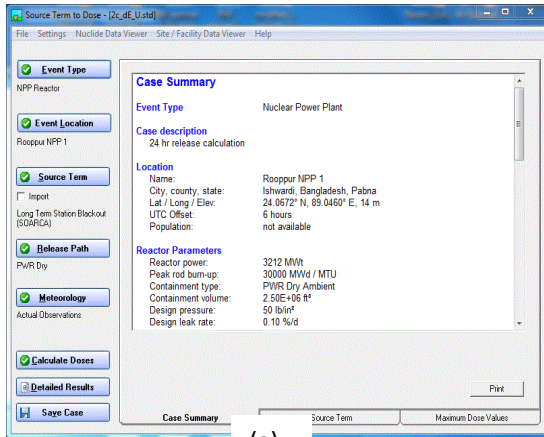 Source Term to Dose - [2c_dE_U.std]
File Settings Nuclide Data Viewer Site / Facility Data Viewer Help
Event Type
NPP Reactor
Event Location
Rooppur NPP 1
Source Term
Import
Long Term Station Blackout
(SOARCA)
Release Path
PWR Dry
Meteorology
Actual Observations
Calculate Doses
Detailed Results
Save Case
Case Summary
Event Type Nuclear Power Plant
Case description
24 hr release calculation
Location
Name: Rooppur NPP 1
City, county, state: Ishwardi, Bangladesh, Pabna
Lat / Long / Elev: 24.0672° N, 89.0460° E, 14 m
UTC Offset: 6 hours
Population: not available
Reactor Parameters
Reactor power: 3212 MWt
Peak rod burn-up: 30000 MWd / MTU
Containment type: PWR Dry Ambient
Containment volume: 2.50E+06 ft³
Design pressure: 50 lb/in²
Design leak rate: 0.10 %/d
Print
Case Summary Source Term Maximum Dose Values